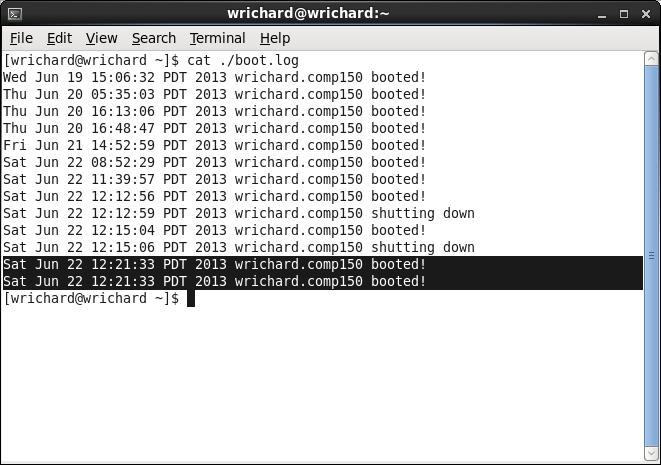 wrichard@wrichard:~
File Edit View Search Terminal Help
[wrichard@wrichard ~]$ cat ./boot.log
Wed Jun 19 15:06:32 PDT 2013 wrichard.comp150 booted!
Thu Jun 20 05:35:03 PDT 2013 wrichard.comp150 booted!
Thu Jun 20 16:13:06 PDT 2013 wrichard.comp150 booted!
Thu Jun 20 16:48:47 PDT 2013 wrichard.comp150 booted!
Fri Jun 21 14:52:59 PDT 2013 wrichard.comp150 booted!
Sat Jun 22 08:52:29 PDT 2013 wrichard.comp150 booted!
Sat Jun 22 11:39:57 PDT 2013 wrichard.comp150 booted!
Sat Jun 22 12:12:56 PDT 2013 wrichard.comp150 booted!
Sat Jun 22 12:12:59 PDT 2013 wrichard.comp150 shutting down
Sat Jun 22 12:15:04 PDT 2013 wrichard.comp150 booted!
Sat Jun 22 12:15:06 PDT 2013 wrichard.comp150 shutting down
Sat Jun 22 12:21:33 PDT 2013 wrichard.comp150 booted!
Sat Jun 22 12:21:33 PDT 2013 wrichard.comp150 booted!
[wrichard@wrichard ~]$